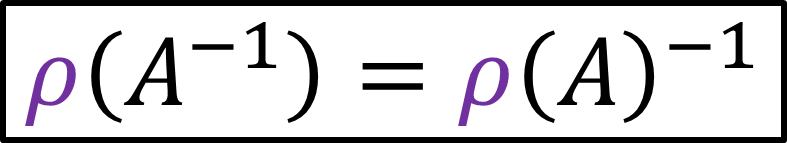 𝜌(𝐴⁻¹) = 𝜌(𝐴)⁻¹